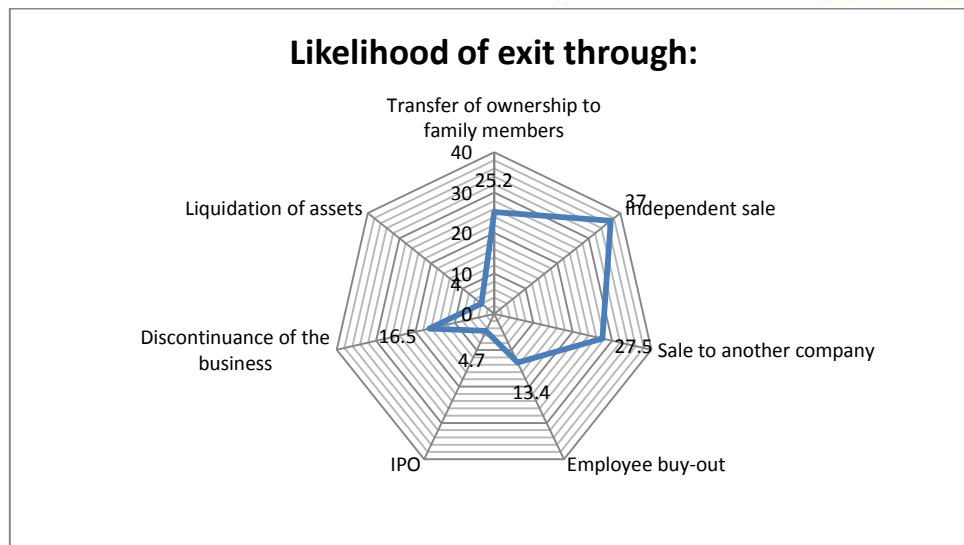 Likelihood of exit through:
Transfer of ownership to
family members
40
25.2
30
37
Independent sale
Liquidation of assets
20
10
4
0
Discontinuance of the
business
16.5
27.5
Sale to another company
4.7
13.4
IPO
Employee buy-out